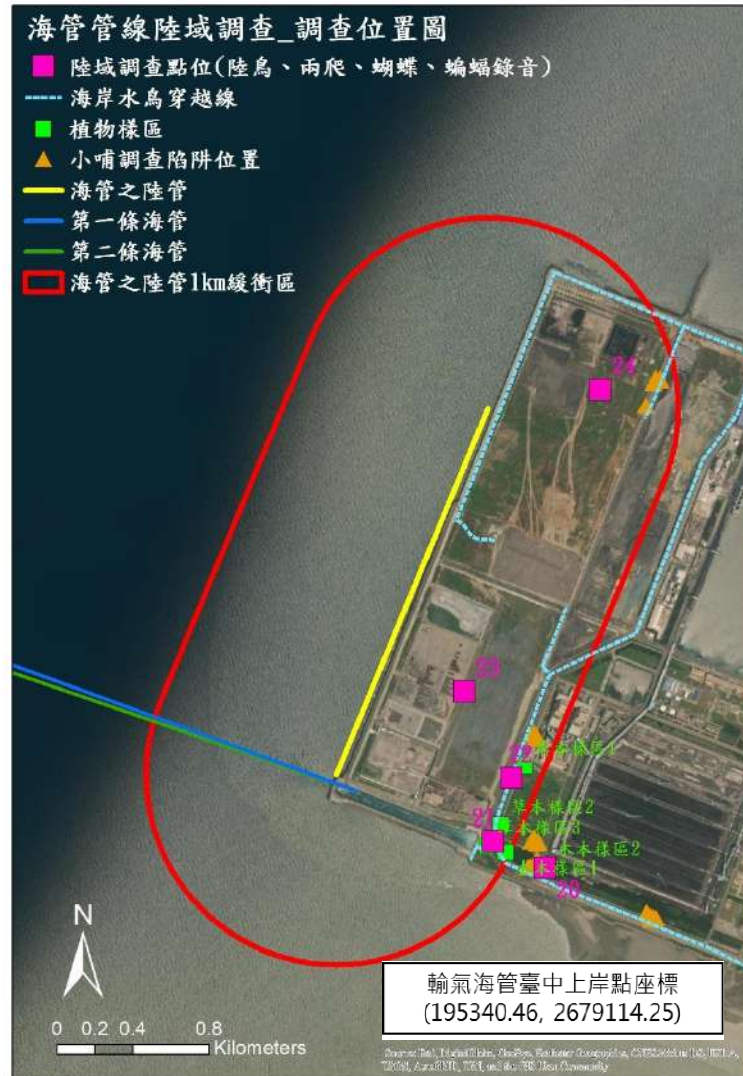 海管管線陸域調查_調查位置圖
陸域調查點位(陸鳥、兩爬、蝴蝶、蝙蝠錄音)
海岸水鳥穿越線
植物樣區
小哺調查陷阱位置
海管之陸管
第一條海管
第二條海管
海管之陸管1km緩衝區
24
23
22
草本樣區1
草本樣區2
21
草本樣區3
木本樣區2
木本樣區1
20
N
0 0.2 0.4 0.8
Kilometers
輸氣海管臺中上岸點座標
(195340.46, 2679114.25)